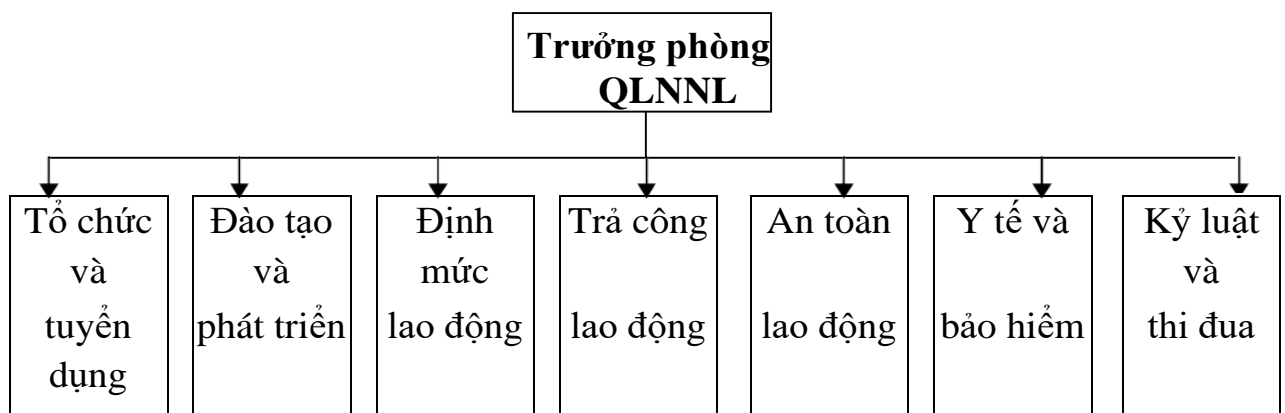 Trưởng phòng
QLNNL
Tổ chức
và
tuyển
dụng
Đào tạo
và
phát triển
Định
mức
lao động
Trả công
lao động
An toàn
lao động
Y tế và
bảo hiểm
Kỷ luật
và
thi đua